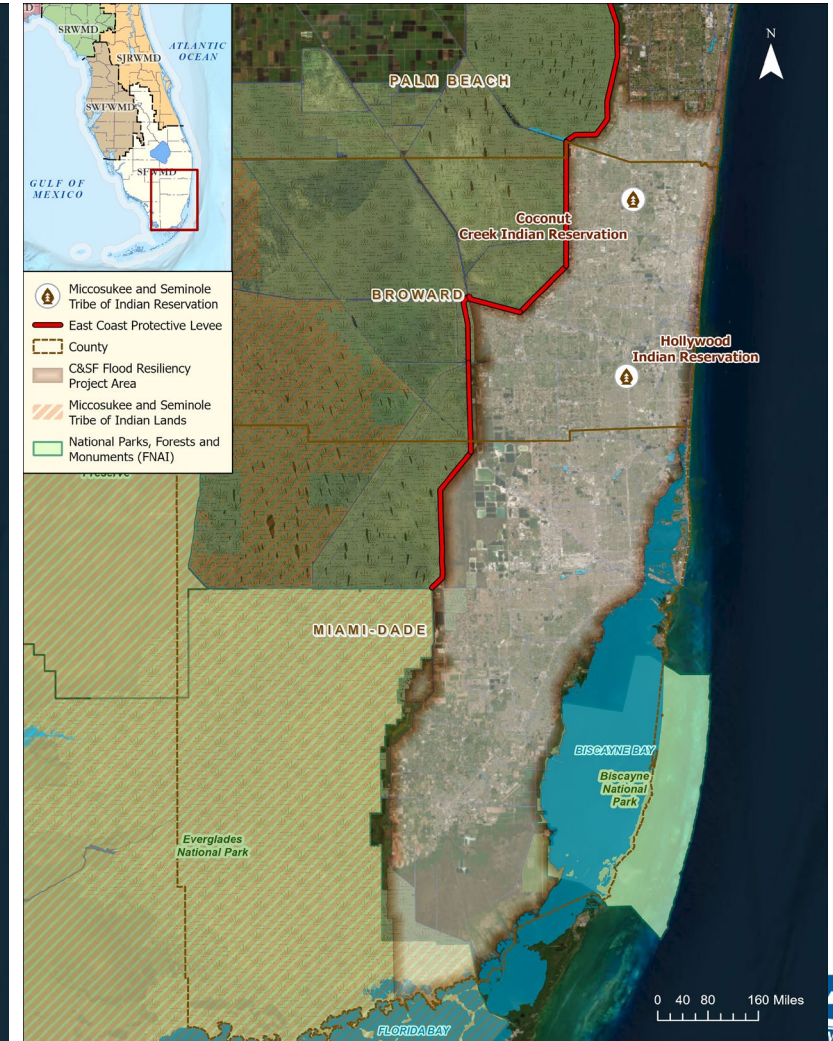 D
SRWMD
ATLANTIC
OCEAN
SJRWMD
SWFWMD
GULF OF
MEXICO
SFWMD
Miccosukee and Seminole
Tribe of Indian Reservation
East Coast Protective Levee
County
C&SF Flood Resiliency
Project Area
Miccosukee and Seminole
Tribe of Indian Lands
National Parks, Forests and
Monuments (FNAI)
N
PALM BEACH
Coconut
Creek Indian Reservation
BROWARD
Hollywood
Indian Reservation
Preserve
MIAMI-DADE
BISCAYNE BAY
Biscayne
National
Park
Everglades
National Park
FLORIDA BAY
0 40 80 160 Miles